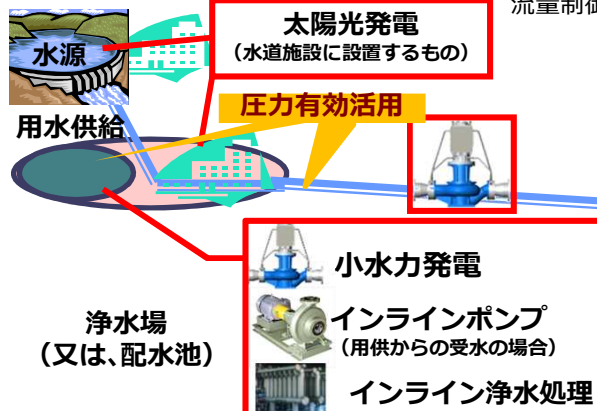 流量制御
太陽光発電
（水道施設に設置するもの）
水源
圧力有効活用
用水供給
小水力発電
浄水場
（又は、配水池）
インラインポンプ
（用供からの受水の場合）
インライン浄水処理